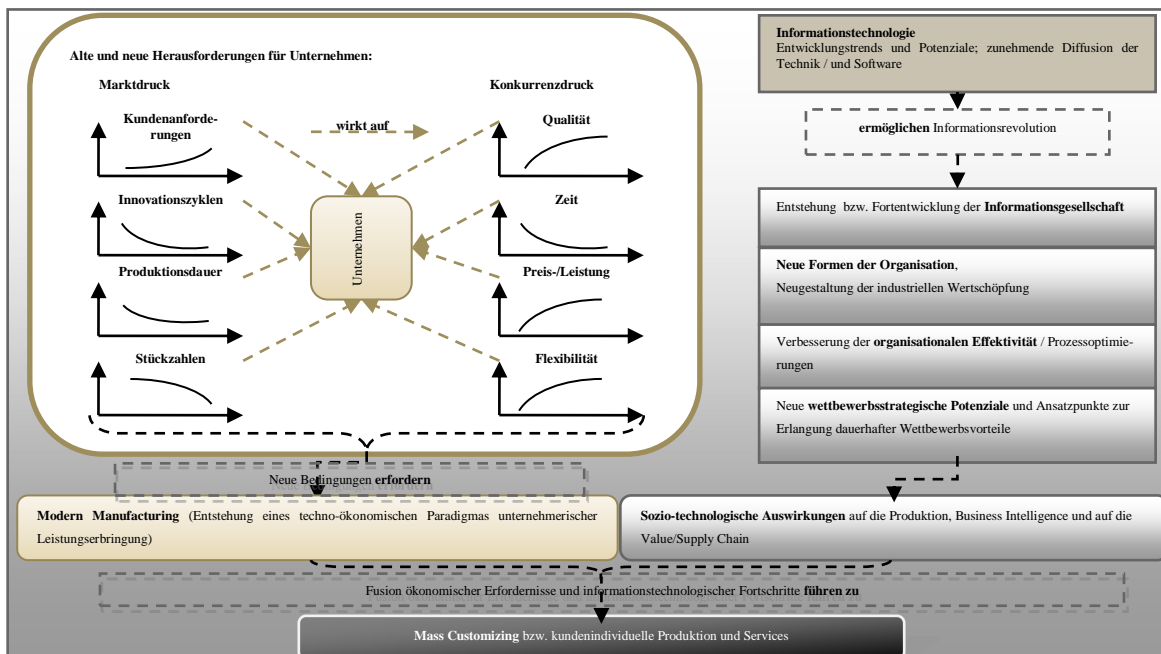 Alte und neue Herausforderungen für Unternehmen:
Marktdruck
Kundenanforde-
rungen
Innovationszyklen
Produktionsdauer
Stückzahlen
wirkt auf
Unternehmen
Konkurrenzdruck
Qualität
Zeit
Preis-/Leistung
Flexibilität
Informationstechnologie
Entwicklungstrends und Potenziale; zunehmende Diffusion der
Technik / und Software
ermöglichen Informationsrevolution
Entstehung bzw. Fortentwicklung der Informationsgesellschaft
Neue Formen der Organisation,
Neugestaltung der industriellen Wertschöpfung
Verbesserung der organisationalen Effektivität / Prozessoptimie-
rungen
Neue wettbewerbsstrategische Potenziale und Ansatzpunkte zur
Erlangung dauerhafter Wettbewerbsvorteile
Neue Bedingungen erfordern
Modern Manufacturing (Entstehung eines techno-ökonomischen Paradigmas unternehmerischer
Leistungserbringung)
Sozio-technologische Auswirkungen auf die Produktion, Business Intelligence und auf die
Value/Supply Chain
Fusion ökonomischer Erfordernisse und informationstechnologischer Fortschritte führen zu
Mass Customizing bzw. kundenindividuelle Produktion und Services